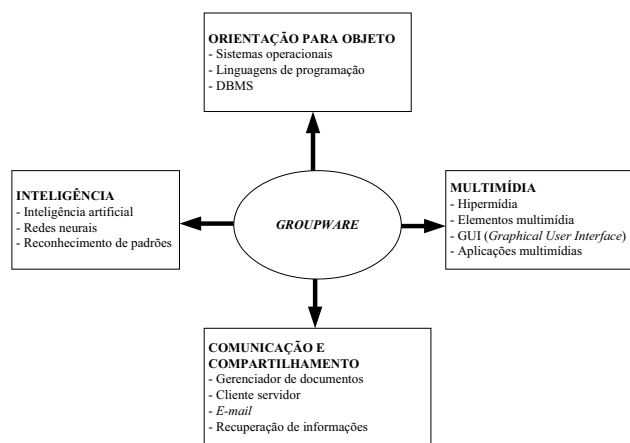 ORIENTAÇÃO PARA OBJETO
- Sistemas operacionais
- Linguagens de programação
- DBMS
INTELIGÊNCIA
- Inteligência artificial
- Redes neurais
- Reconhecimento de padrões
GROUPWARE
MULTIMÍDIA
- Hipermídia
- Elementos multimídia
- GUI (Graphical User Interface)
- Aplicações multimídias
COMUNICAÇÃO E
COMPARTILHAMENTO
- Gerenciador de documentos
- Cliente servidor
- E-mail
- Recuperação de informações